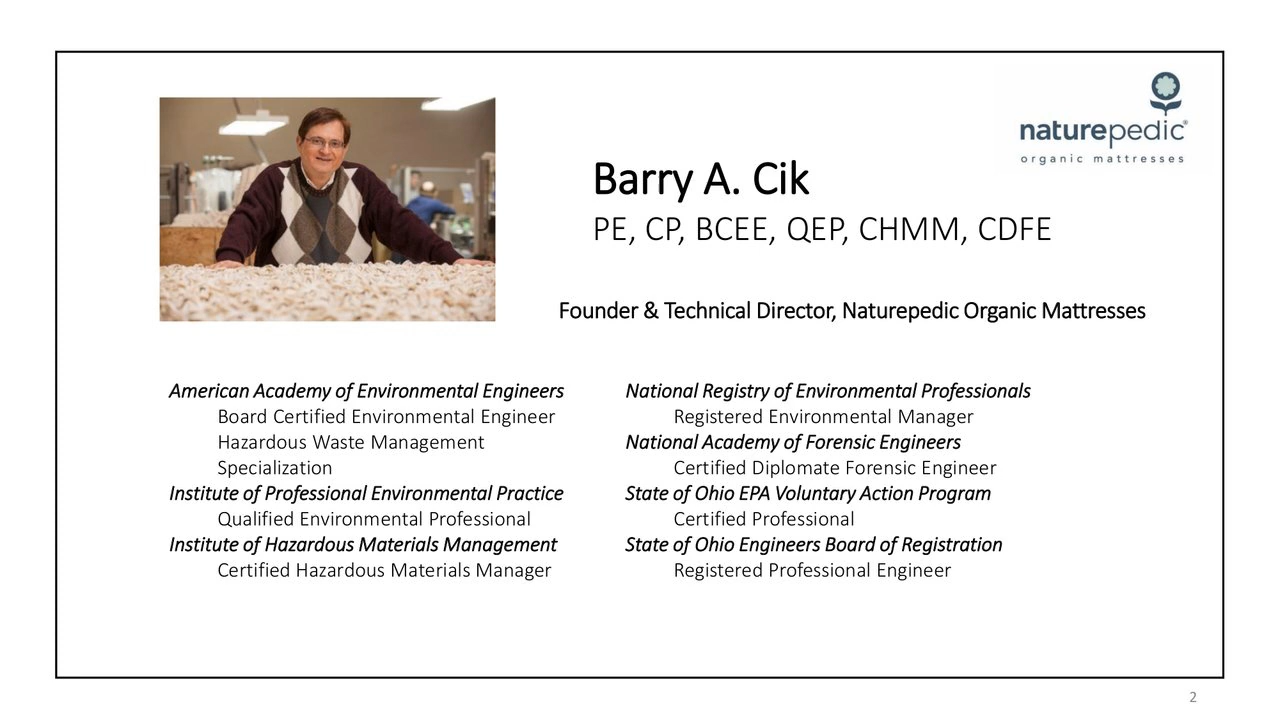 naturepedic®
organic mattresses
Barry A. Cik
PE, CP, BCEE, QEP, CHMM, CDFE
Founder & Technical Director, Naturepedic Organic Mattresses
American Academy of Environmental Engineers
Board Certified Environmental Engineer
Hazardous Waste Management
Specialization
Institute of Professional Environmental Practice
Qualified Environmental Professional
Institute of Hazardous Materials Management
Certified Hazardous Materials Manager
National Registry of Environmental Professionals
Registered Environmental Manager
National Academy of Forensic Engineers
Certified Diplomate Forensic Engineer
State of Ohio EPA Voluntary Action Program
Certified Professional
State of Ohio Engineers Board of Registration
Registered Professional Engineer
2